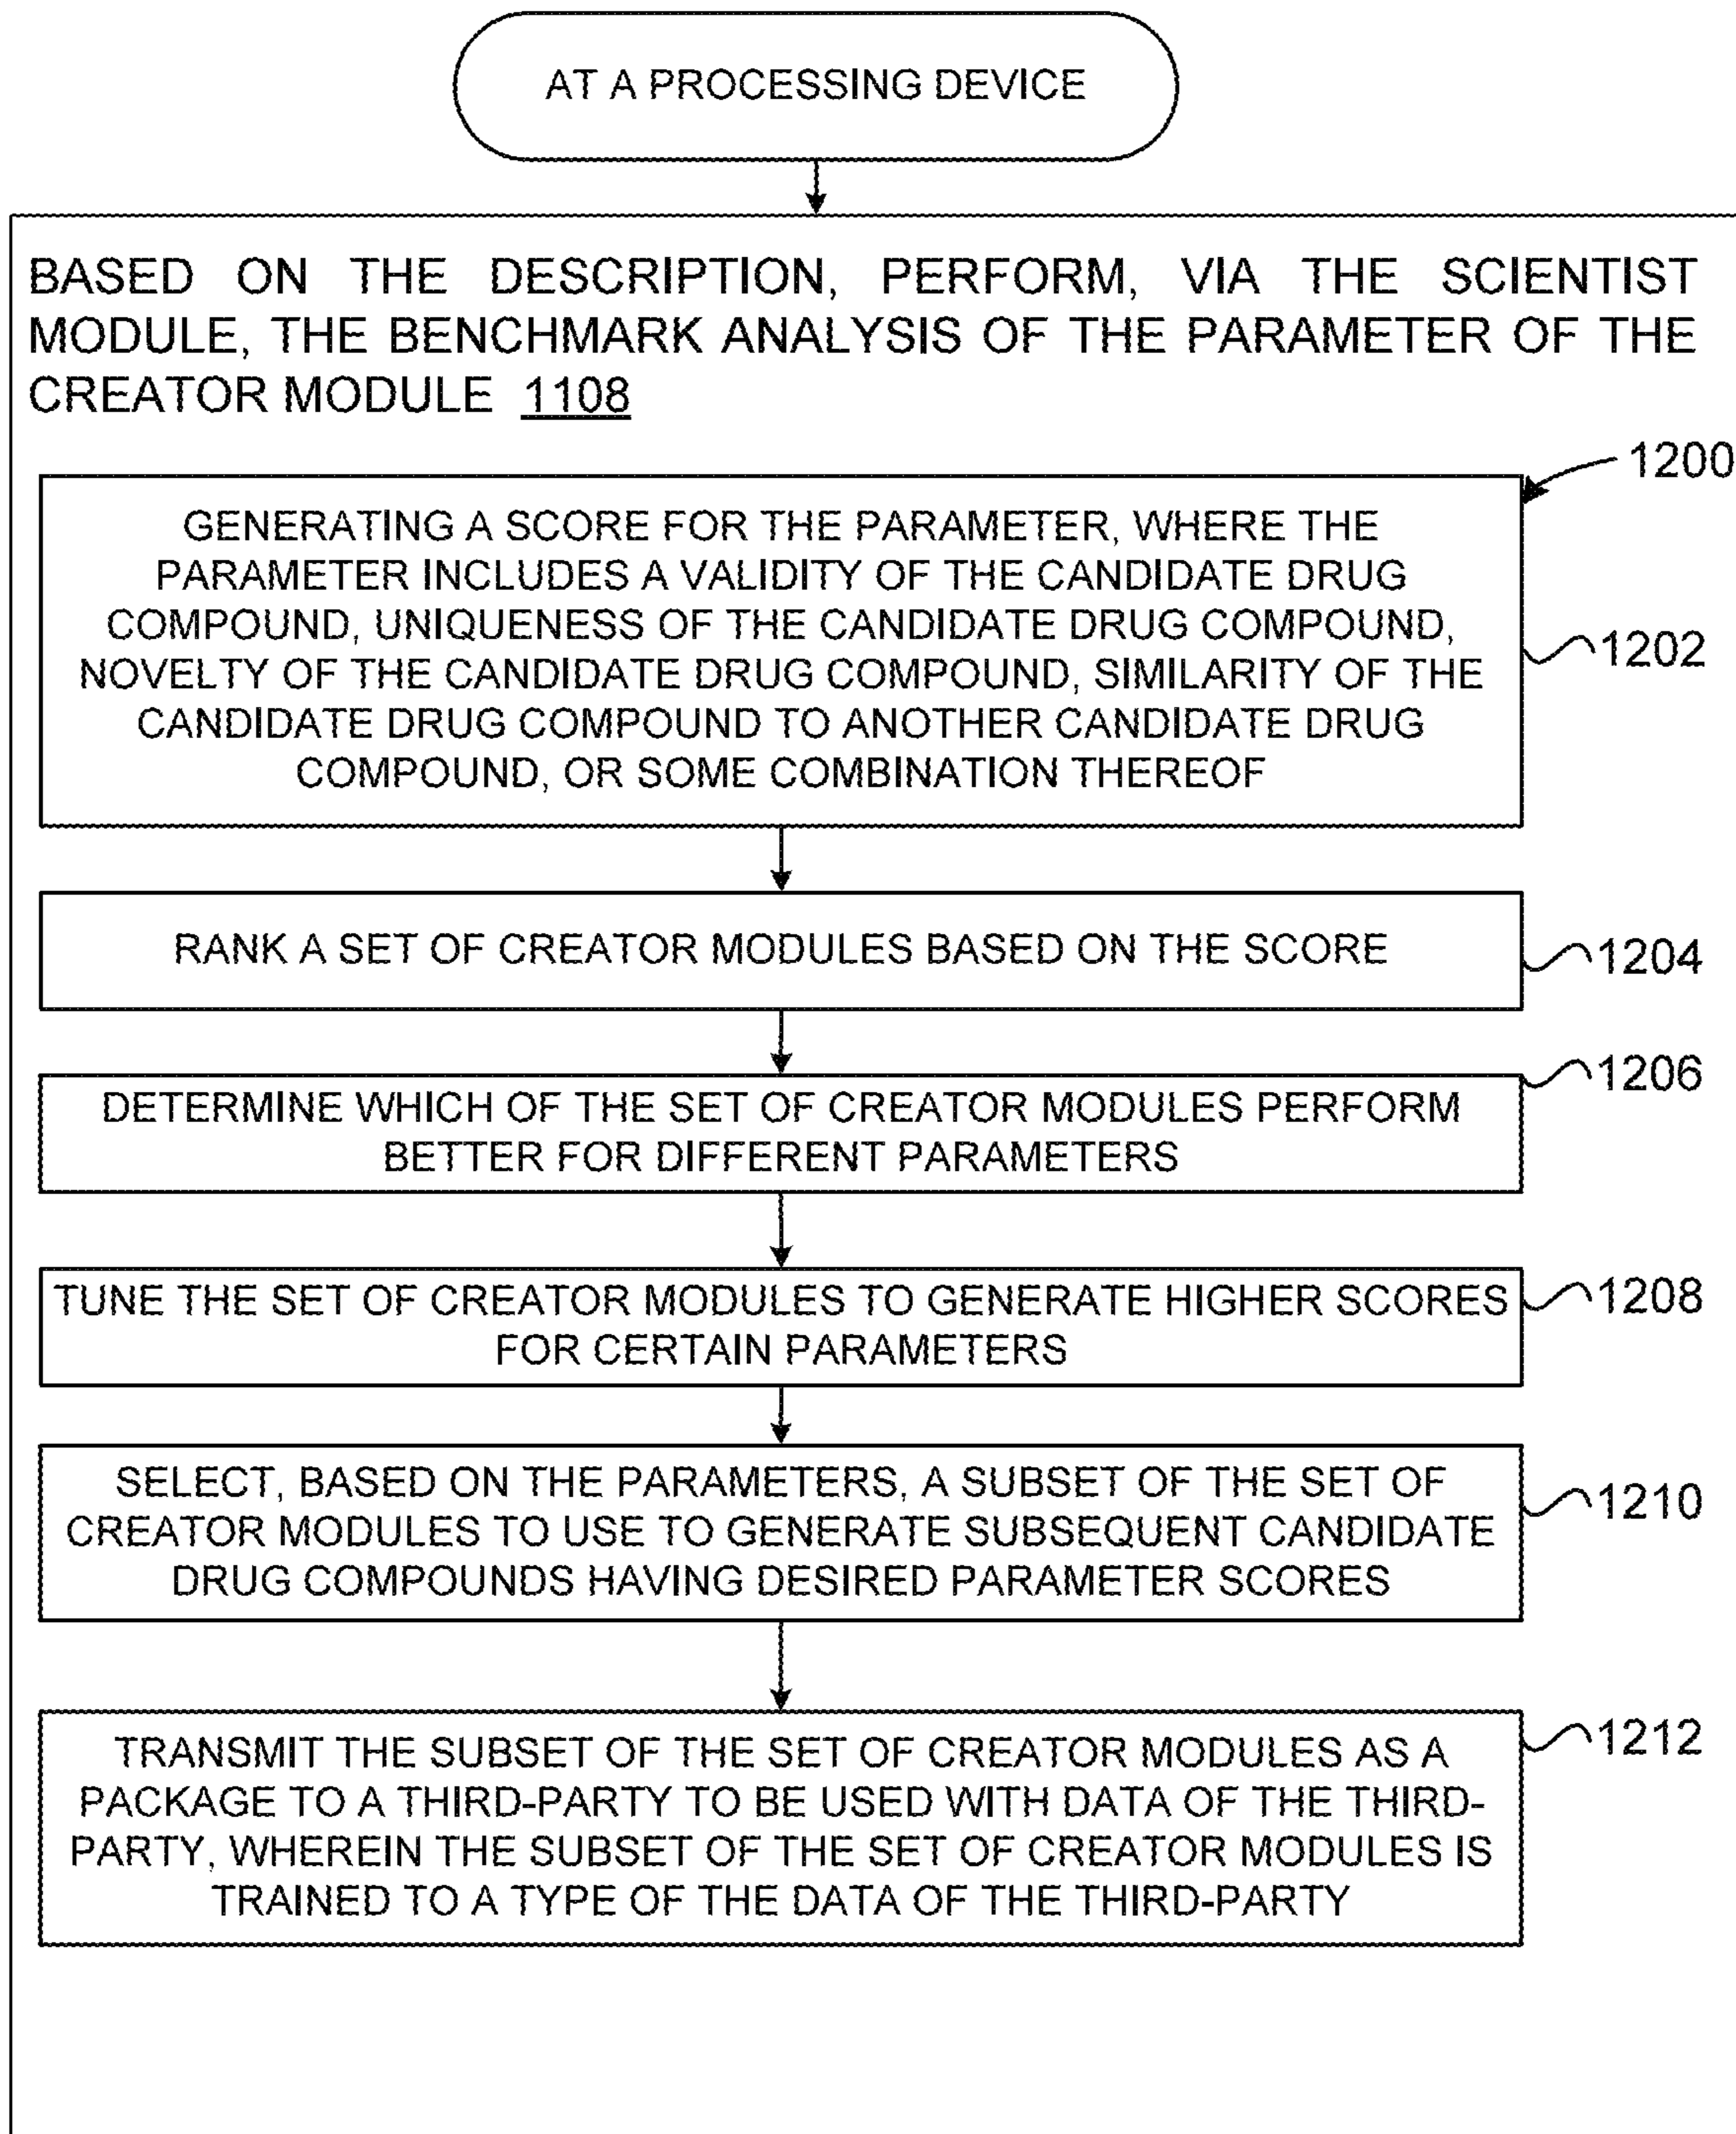 AT A PROCESSING DEVICE
BASED ON THE DESCRIPTION, PERFORM, VIA THE SCIENTIST
MODULE, THE BENCHMARK ANALYSIS OF THE PARAMETER OF THE
CREATOR MODULE 1108
1200
GENERATING A SCORE FOR THE PARAMETER, WHERE THE
PARAMETER INCLUDES A VALIDITY OF THE CANDIDATE DRUG
COMPOUND, UNIQUENESS OF THE CANDIDATE DRUG COMPOUND,
NOVELTY OF THE CANDIDATE DRUG COMPOUND, SIMILARITY OF THE
CANDIDATE DRUG COMPOUND TO ANOTHER CANDIDATE DRUG
COMPOUND, OR SOME COMBINATION THEREOF
1202
RANK A SET OF CREATOR MODULES BASED ON THE SCORE
1204
DETERMINE WHICH OF THE SET OF CREATOR MODULES PERFORM
BETTER FOR DIFFERENT PARAMETERS
1206
TUNE THE SET OF CREATOR MODULES TO GENERATE HIGHER SCORES
FOR CERTAIN PARAMETERS
1208
SELECT, BASED ON THE PARAMETERS, A SUBSET OF THE SET OF
CREATOR MODULES TO USE TO GENERATE SUBSEQUENT CANDIDATE
DRUG COMPOUNDS HAVING DESIRED PARAMETER SCORES
1210
TRANSMIT THE SUBSET OF THE SET OF CREATOR MODULES AS A
PACKAGE TO A THIRD-PARTY TO BE USED WITH DATA OF THE THIRD-
PARTY, WHEREIN THE SUBSET OF THE SET OF CREATOR MODULES IS
TRAINED TO A TYPE OF THE DATA OF THE THIRD-PARTY
1212